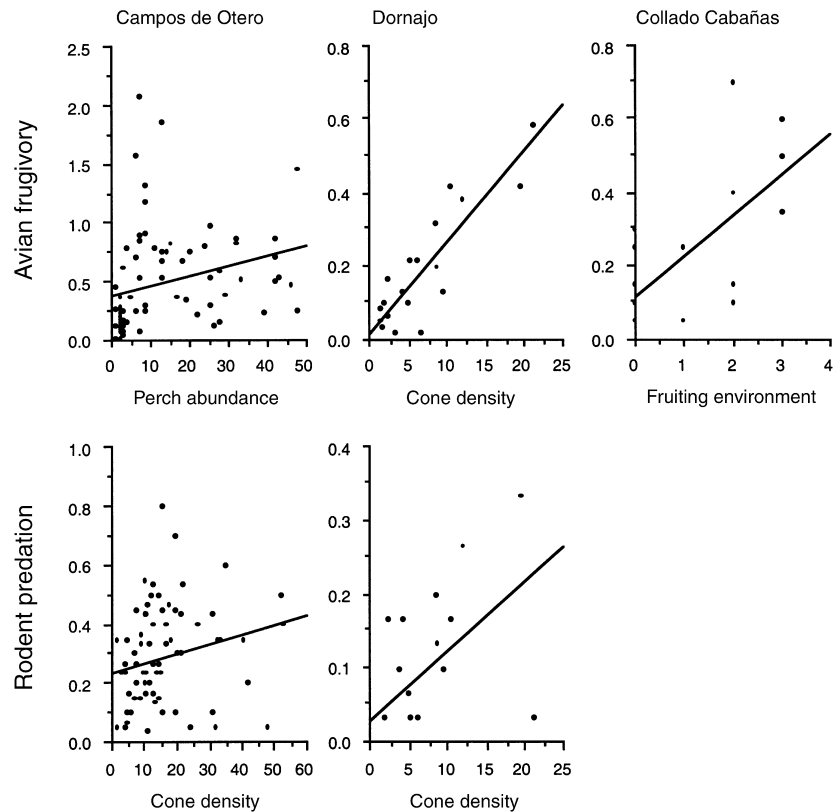 Campos de Otero
Dornajo
Collado Cabañas
Avian frugivory
2.5
2.0
1.5
1.0
0.5
0.0
0 10 20 30 40 50
Perch abundance
0.8
0.6
0.4
0.2
0.0
0 5 10 15 20 25
Cone density
0.8
0.6
0.4
0.2
0.0
0 1 2 3 4
Fruiting environment
Rodent predation
1.0
0.8
0.6
0.4
0.2
0.0
0 10 20 30 40 50 60
Cone density
0.4
0.3
0.2
0.1
0.0
0 5 10 15 20 25
Cone density